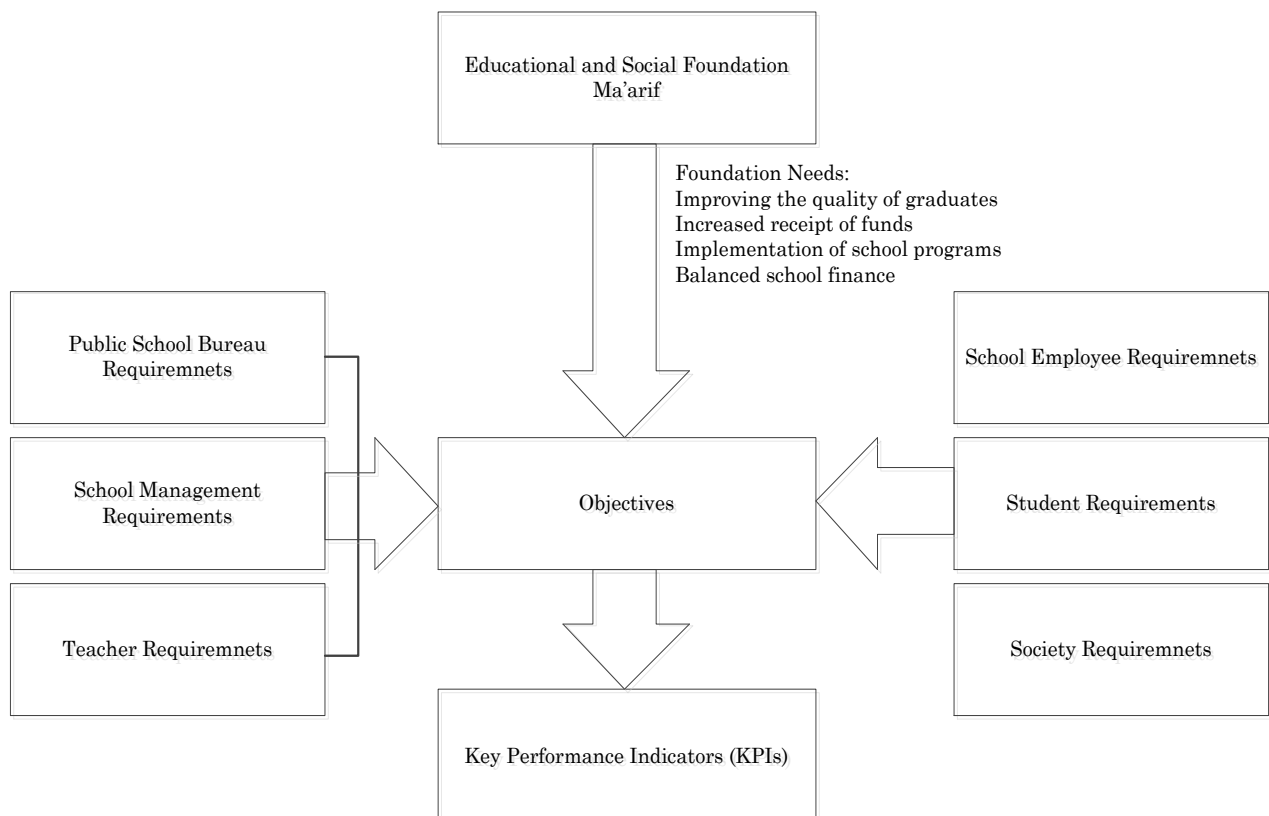 Educational and Social Foundation
Ma'arif
Foundation Needs:
Improving the quality of graduates
Increased receipt of funds
Implementation of school programs
Balanced school finance
Public School Bureau
Requiremnets
School Management
Requirements
Teacher Requiremnets
Objectives
School Employee Requiremnets
Student Requirements
Society Requiremnets
Key Performance Indicators (KPIs)